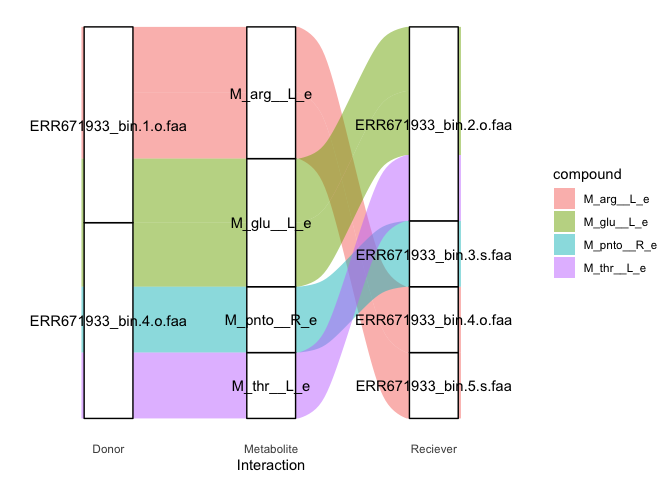 M_arg__L_e
ERR671933_bin.1.o.faa
ERR671933_bin.2.o.faa
M_glu__L_e
ERR671933_bin.3.s.faa
ERR671933_bin.4.o.faa
M_pnto__R_e
ERR671933_bin.4.o.faa
M_thr__L_e
ERR671933_bin.5.s.faa
compound
M_arg__L_e
M_glu__L_e
M_pnto__R_e
M_thr__L_e
Donor
Metabolite
Reciever
Interaction